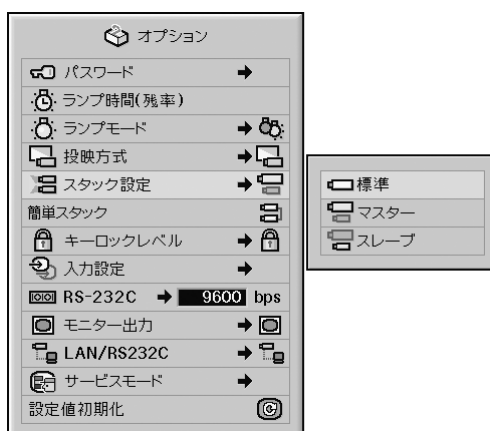 オプション
パスワード
ランプ時間(残率)
ランプモード
投映方式
スタック設定
簡単スタック
キーロックレベル
入力設定
RS-232C 9600 bps
モニター出力
LAN/RS232C
サービスモード
設定値初期化
標準
マスター
スレーブ